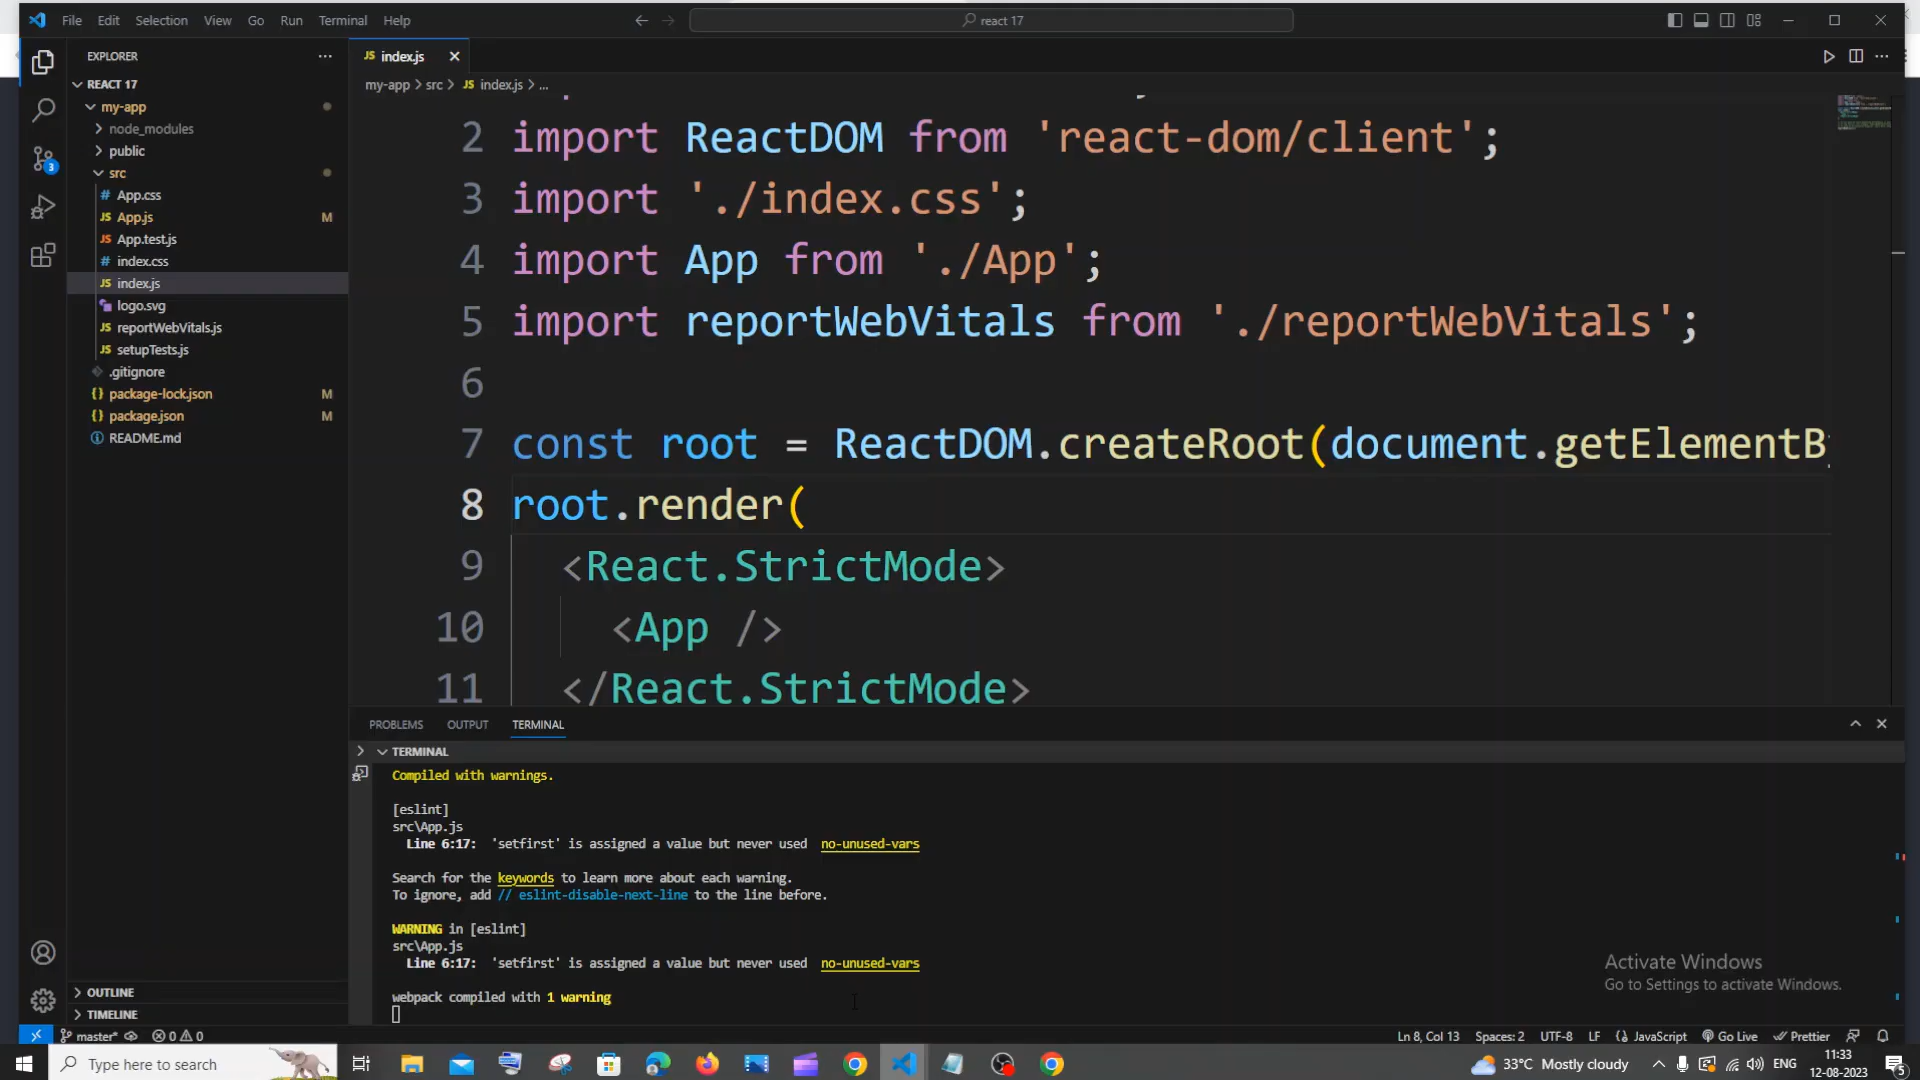 File Edit Selection View Go Run Terminal Help
react 17
EXPLORER
REACT 17
my-app
node_modules
public
src
# App.css
JS App.js M
JS App.test.js
# index.css
JS index.js
logo.svg
JS reportWebVitals.js
JS setupTests.js
.gitignore
{} package-lock.json M
{} package.json M
README.md
OUTLINE
TIMELINE
3
JS index.js
my-app > src > JS index.js > ...
2 import ReactDOM from 'react-dom/client';
3 import './index.css';
4 import App from './App';
5 import reportWebVitals from './reportWebVitals';
6
7 const root = ReactDOM.createRoot(document.getElementB
8 root.render(
9 <React.StrictMode>
10 <App />
11 </React.StrictMode>
PROBLEMS OUTPUT TERMINAL
TERMINAL
Compiled with warnings.
[eslint]
src\App.js
Line 6:17: 'setfirst' is assigned a value but never used no-unused-vars
Search for the keywords to learn more about each warning.
To ignore, add // eslint-disable-next-line to the line before.
WARNING in [eslint]
src\App.js
Line 6:17: 'setfirst' is assigned a value but never used no-unused-vars
webpack compiled with 1 warning
Activate Windows
Go to Settings to activate Windows.
master* 0 0
Ln 8, Col 13 Spaces: 2 UTF-8 LF {} JavaScript Go Live Prettier
Type here to search
33°C Mostly cloudy ENG
11:33
12-08-2023
5